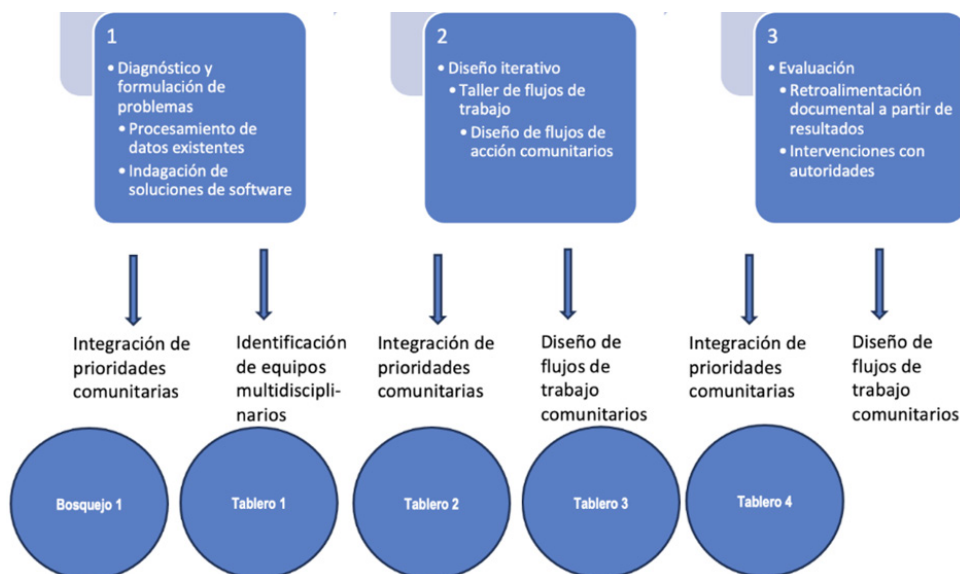 1
• Diagnóstico y
formulación de
problemas
• Procesamiento de
datos existentes
• Indagación de
soluciones de software
2
• Diseño iterativo
• Taller de flujos de
trabajo
• Diseño de flujos de
acción comunitarios
3
• Evaluación
• Retroalimentación
documental a partir de
resultados
• Intervenciones con
autoridades
Integración de
prioridades
comunitarias
Identificación
de equipos
multidiscipli-
narios
Integración de
prioridades
comunitarias
Diseño de
flujos de
trabajo
comunitarios
Integración de
prioridades
comunitarias
Diseño de
flujos de
trabajo
comunitarios
Bosquejo 1
Tablero 1
Tablero 2
Tablero 3
Tablero 4